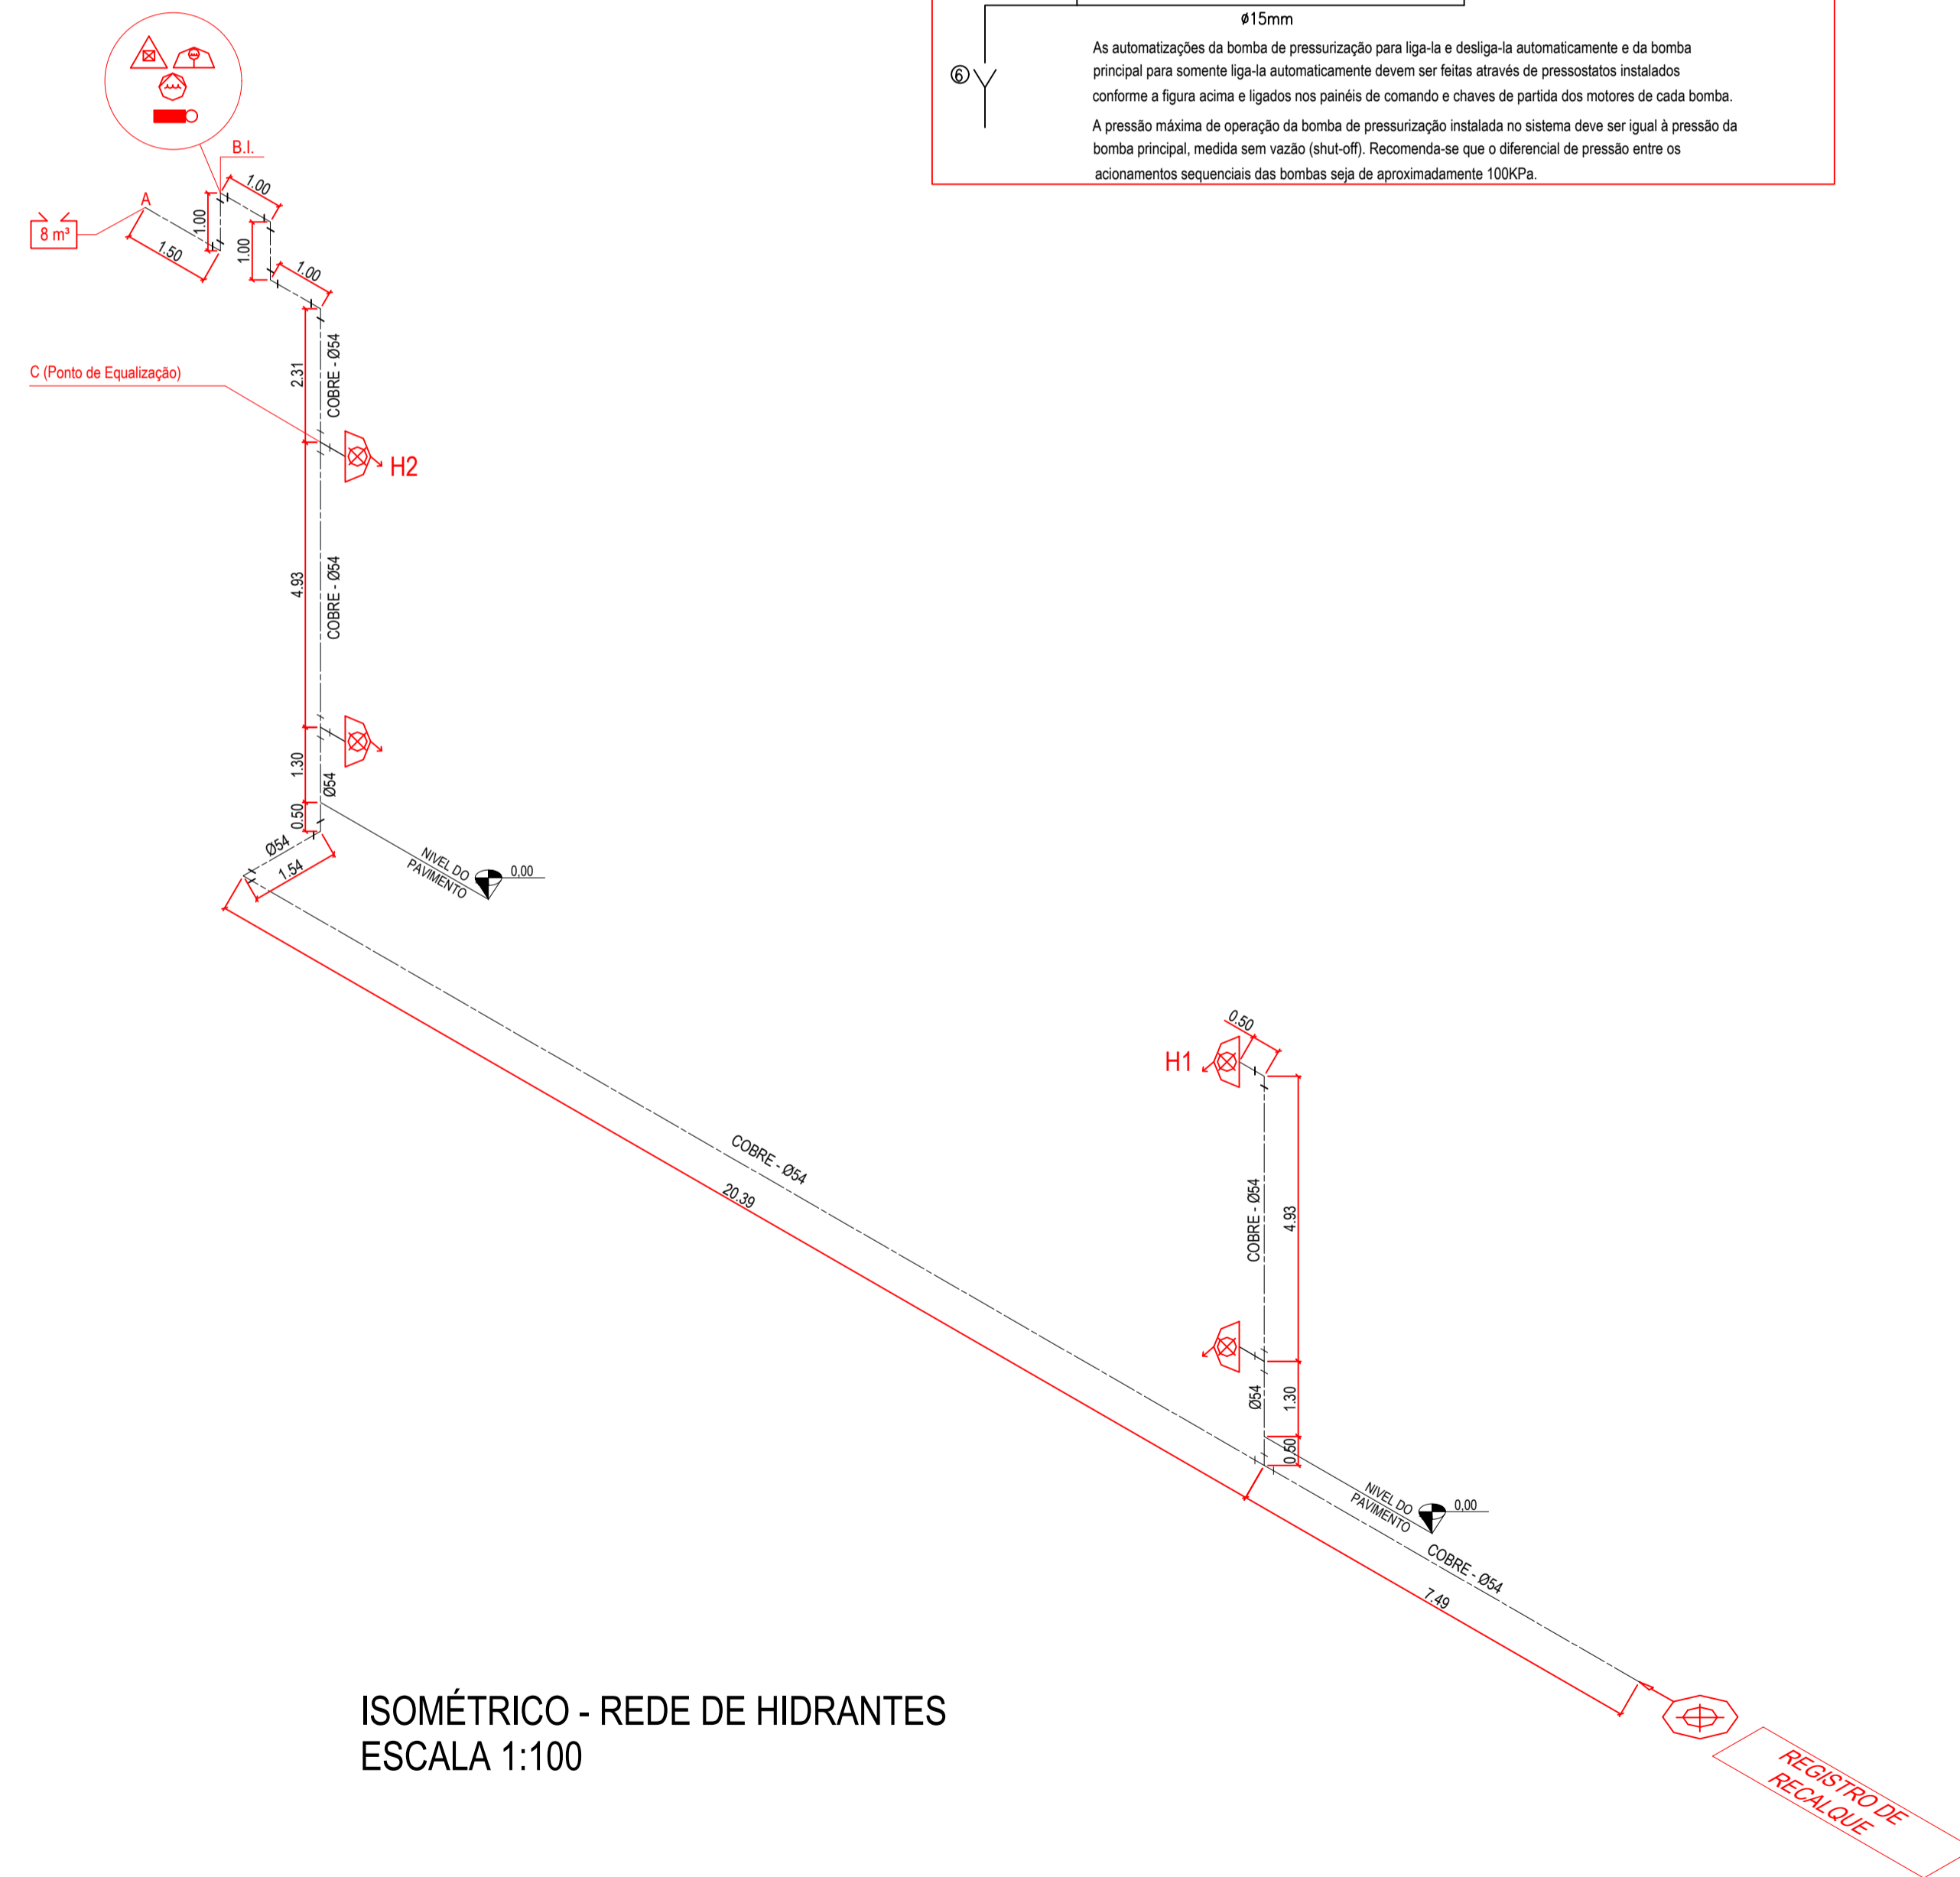 ø15mm
⑥
As automatizações da bomba de pressurização para liga-la e desliga-la automaticamente e da bomba
principal para somente liga-la automaticamente devem ser feitas através de pressostatos instalados
conforme a figura acima e ligados nos painéis de comando e chaves de partida dos motores de cada bomba.
A pressão máxima de operação da bomba de pressurização instalada no sistema deve ser igual à pressão da
bomba principal, medida sem vazão (shut-off). Recomenda-se que o diferencial de pressão entre os
acionamentos sequenciais das bombas seja de aproximadamente 100KPa.
B.I.
1.00
A
1.00
8 m³
1.50
1.00
1.00
2.31
COBRE - Ø54
C (Ponto de Equalização)
H2
4.93
COBRE - Ø54
1.30
Ø54
0.50
Ø54
1.54
NIVEL DO
PAVIMENTO
0,00
0.50
H1
COBRE - Ø54
20.39
COBRE - Ø54
4.93
Ø54
1.30
0.50
NIVEL DO
PAVIMENTO
0,00
COBRE - Ø54
7.49
ISOMÉTRICO - REDE DE HIDRANTES
ESCALA 1:100
REGISTRO DE
RECALQUE